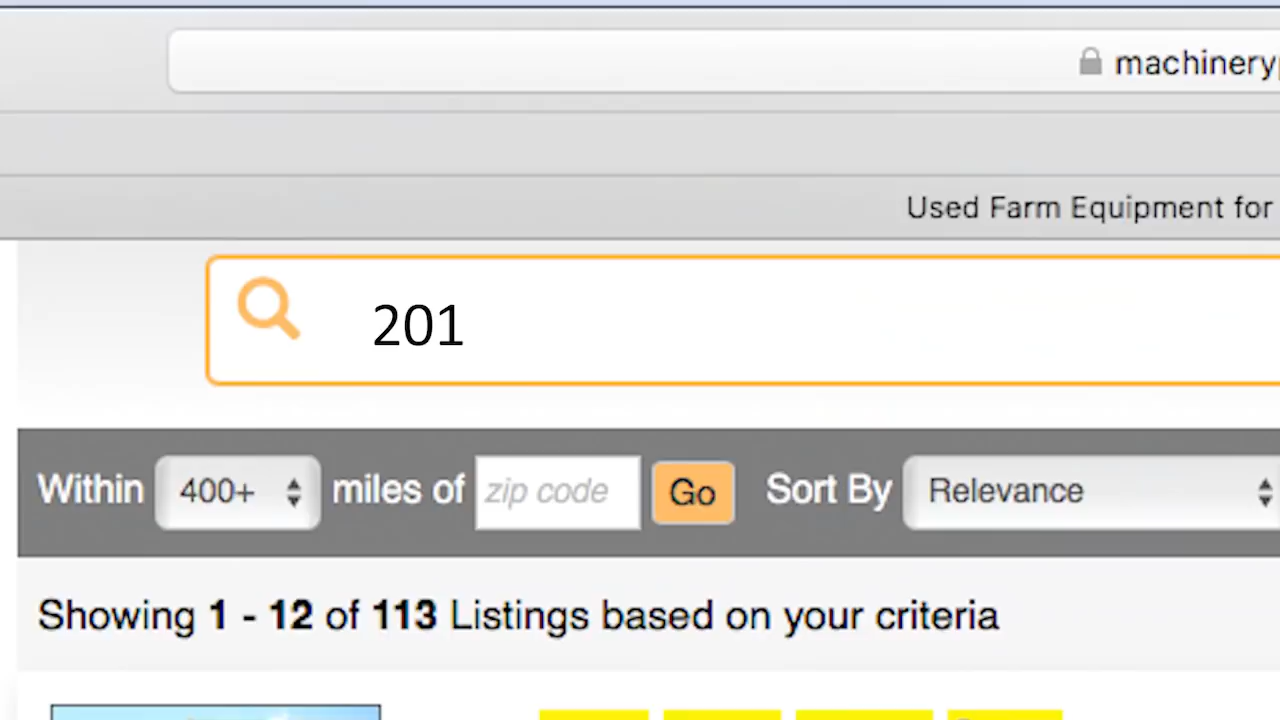 machinery
Used Farm Equipment for
201
Within 400+ miles of zip code Go Sort By Relevance
Showing 1 - 12 of 113 Listings based on your criteria